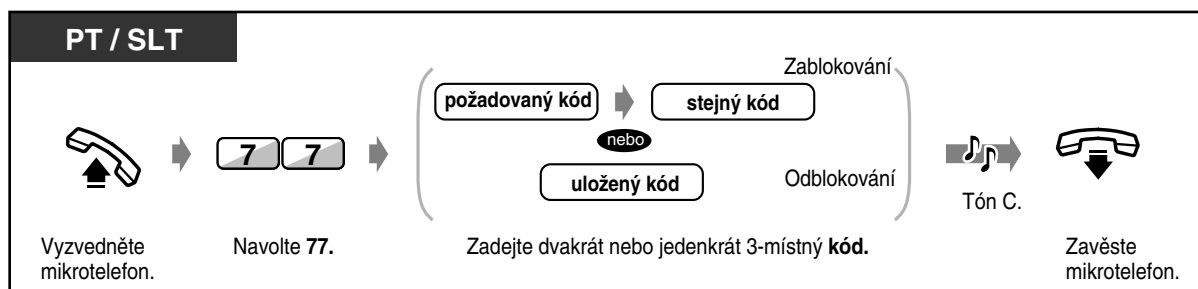 PT / SLT
Zablokování
požadovaný kód
stejný kód
7 7
nebo
uložený kód
Odblokování
Tón C.
Vyzvedněte
mikrotelefon.
Navolte 77.
Zadejte dvakrát nebo jedenkrát 3-místný kód.
Zavěste
mikrotelefon.